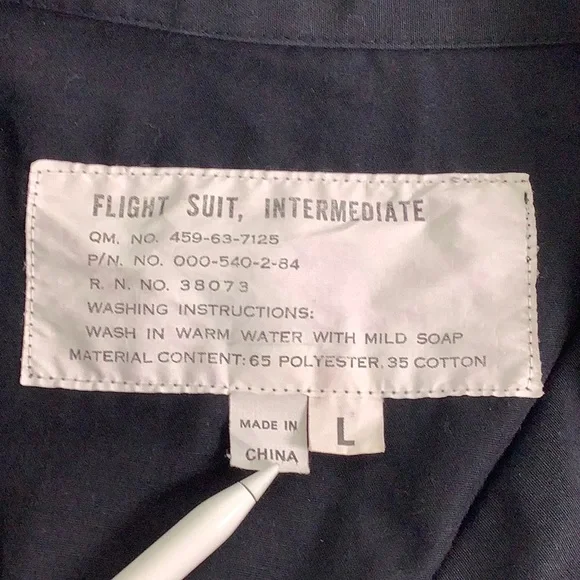 FLIGHT SUIT, INTERMEDIATE
QM. NO. 459-63-7125
P/N. NO. 000-540-2-84
R. N. NO. 38073
WASHING INSTRUCTIONS:
WASH IN WARM WATER WITH MILD SOAP
MATERIAL CONTENT: 65 POLYESTER, 35 COTTON
MADE IN
CHINA
L